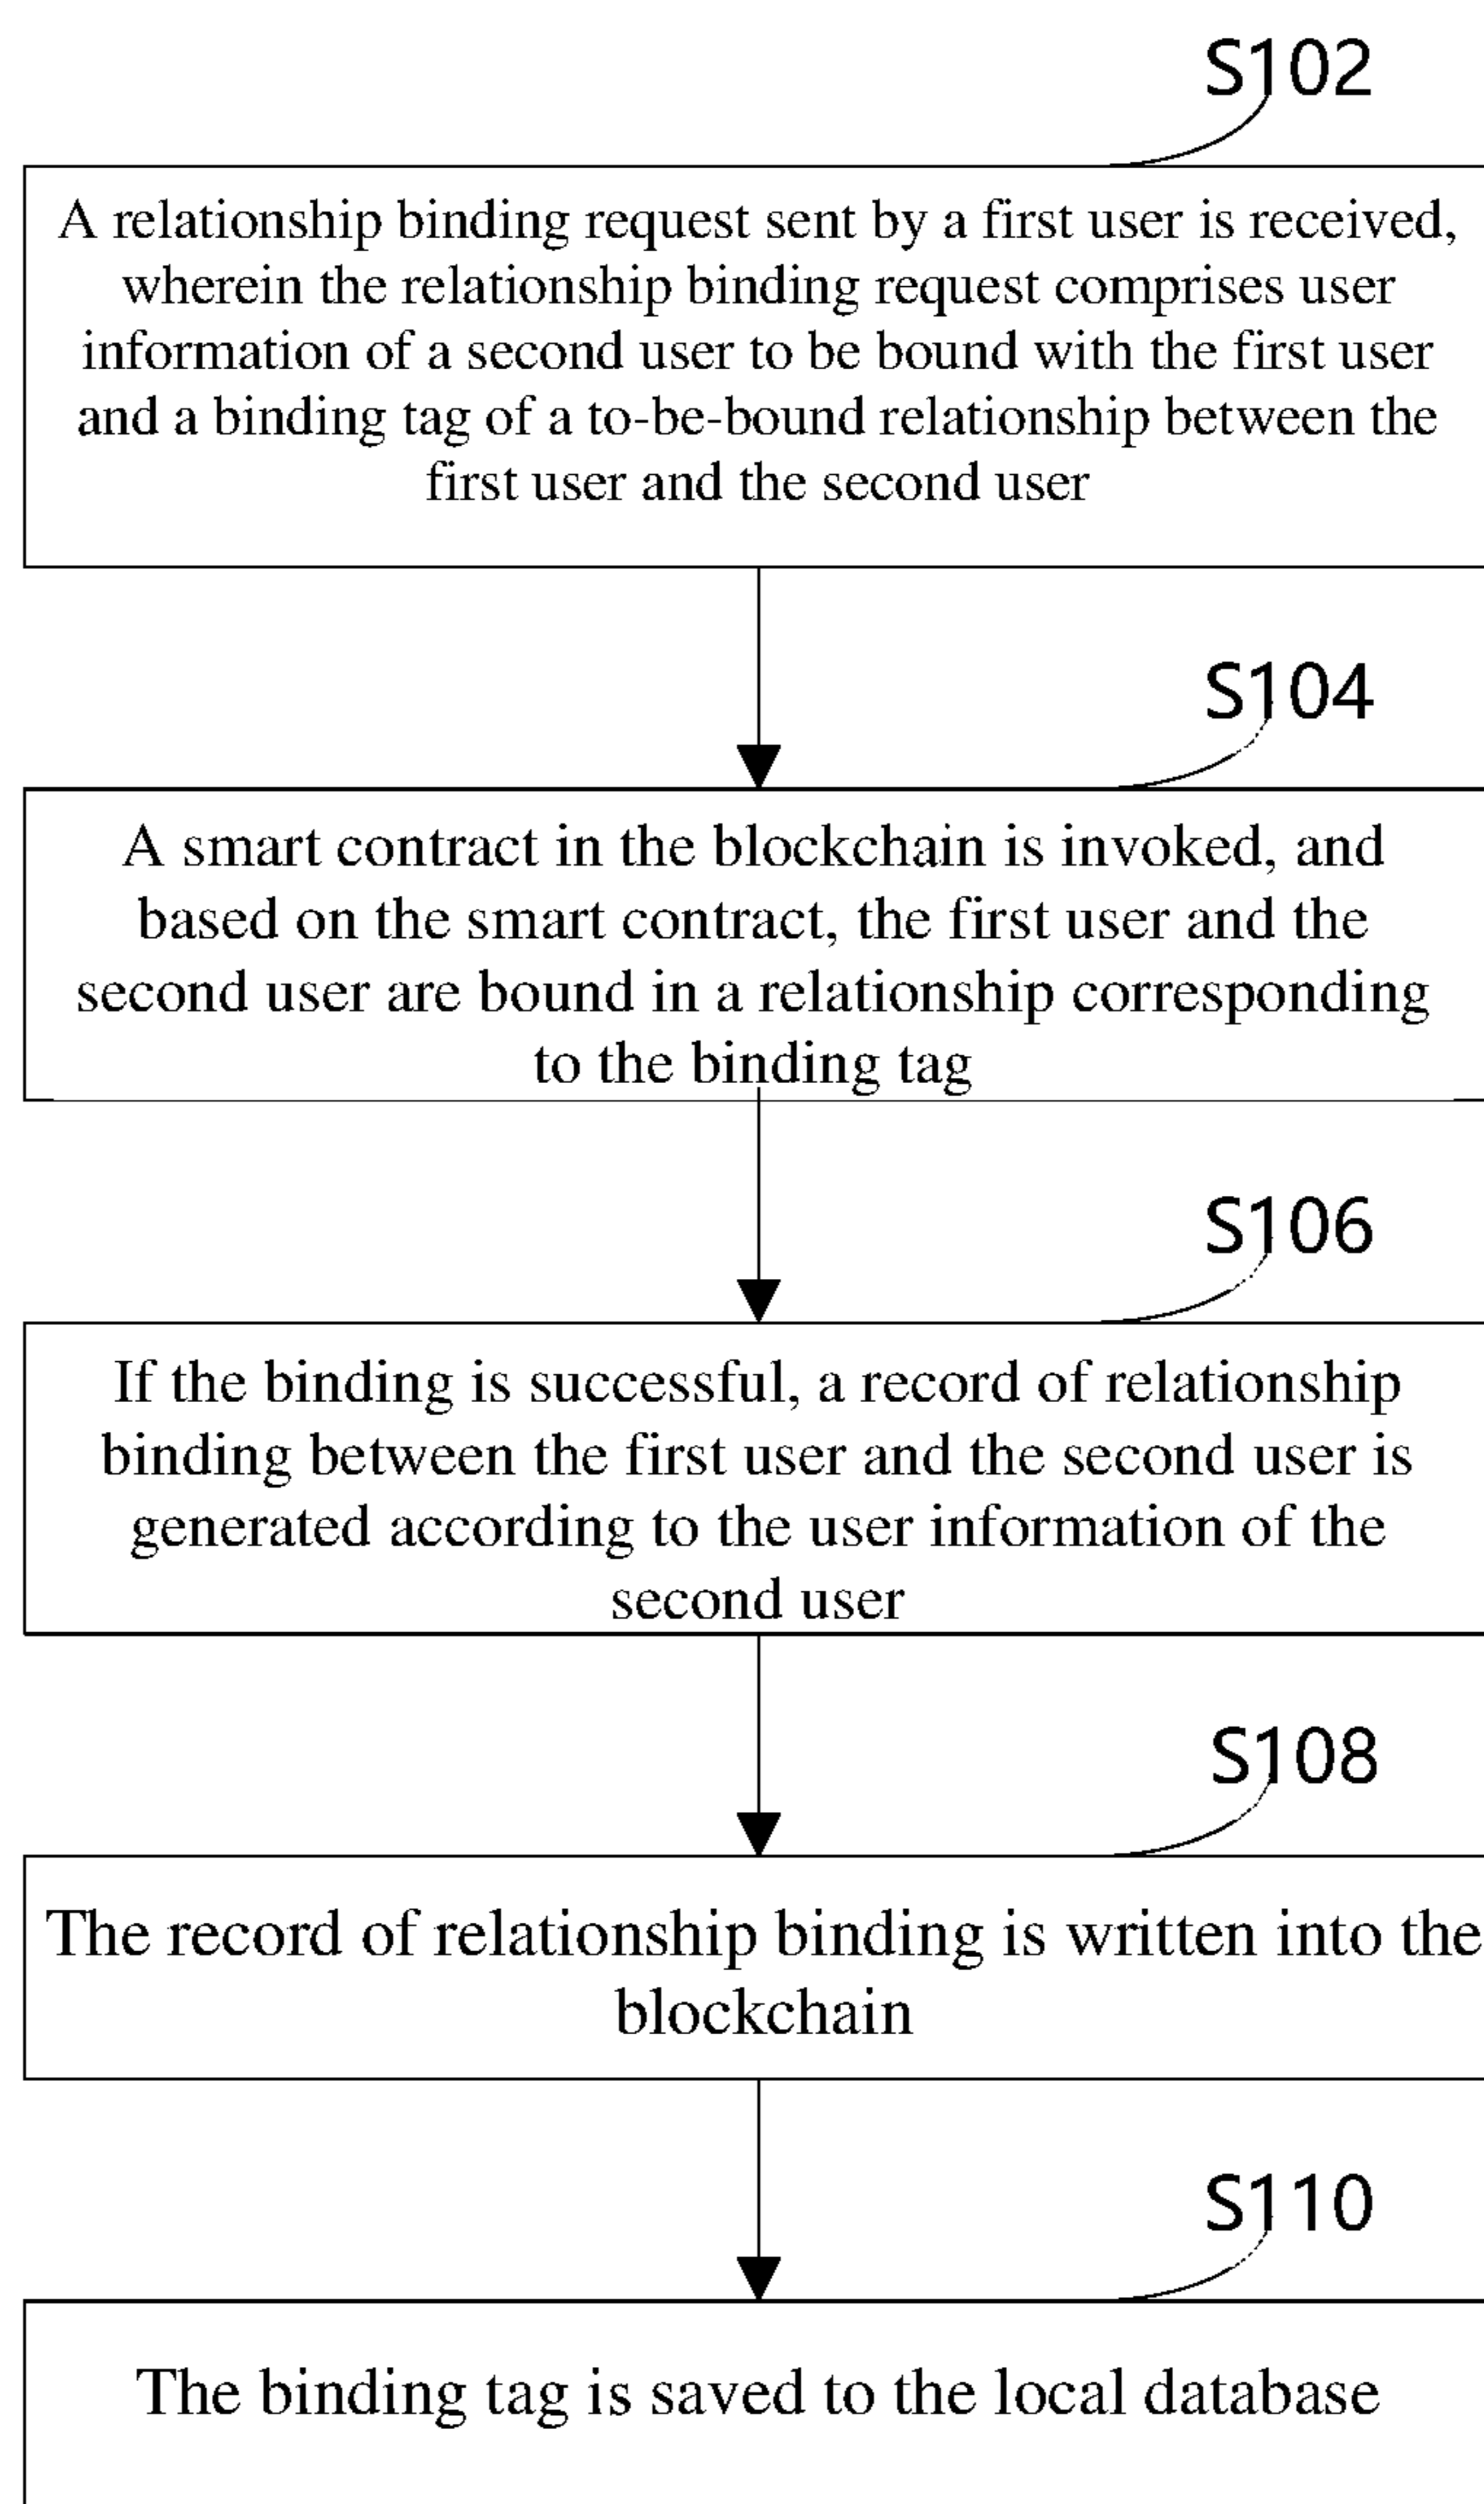 S102
A relationship binding request sent by a first user is received,
wherein the relationship binding request comprises user
information of a second user to be bound with the first user
and a binding tag of a to-be-bound relationship between the
first user and the second user
S104
A smart contract in the blockchain is invoked, and
based on the smart contract, the first user and the
second user are bound in a relationship corresponding
to the binding tag
S106
If the binding is successful, a record of relationship
binding between the first user and the second user is
generated according to the user information of the
second user
S108
The record of relationship binding is written into the
blockchain
S110
The binding tag is saved to the local database